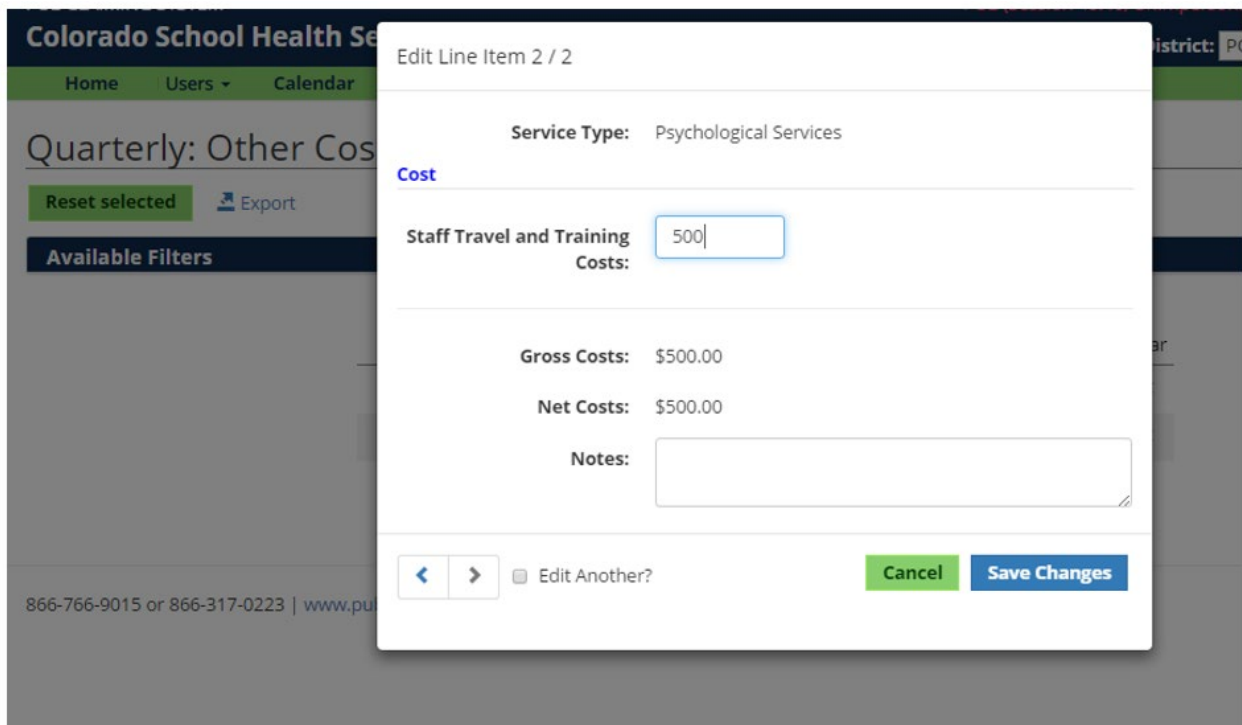 Colorado School Health Se
District: PC
Home Users Calendar
Quarterly: Other Cos
Reset selected Export
Available Filters
Edit Line Item 2 / 2
Service Type: Psychological Services
Cost
Staff Travel and Training
Costs:
500
Gross Costs: $500.00
Net Costs: $500.00
Notes:
Edit Another?
Cancel
Save Changes
866-766-9015 or 866-317-0223 | www.pu